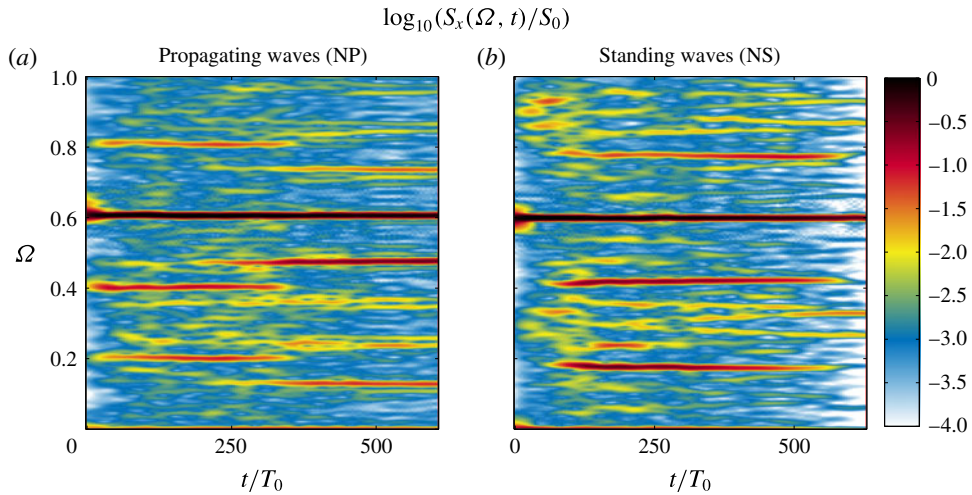 log₁₀(Sₓ(Ω, t)/S₀)
(a) Propagating waves (NP)
(b) Standing waves (NS)
1.0
0.8
0.6
Ω
0.4
0.2
0 250 500
t/T₀
0 250 500
t/T₀
0
−0.5
−1.0
−1.5
−2.0
−2.5
−3.0
−3.5
−4.0